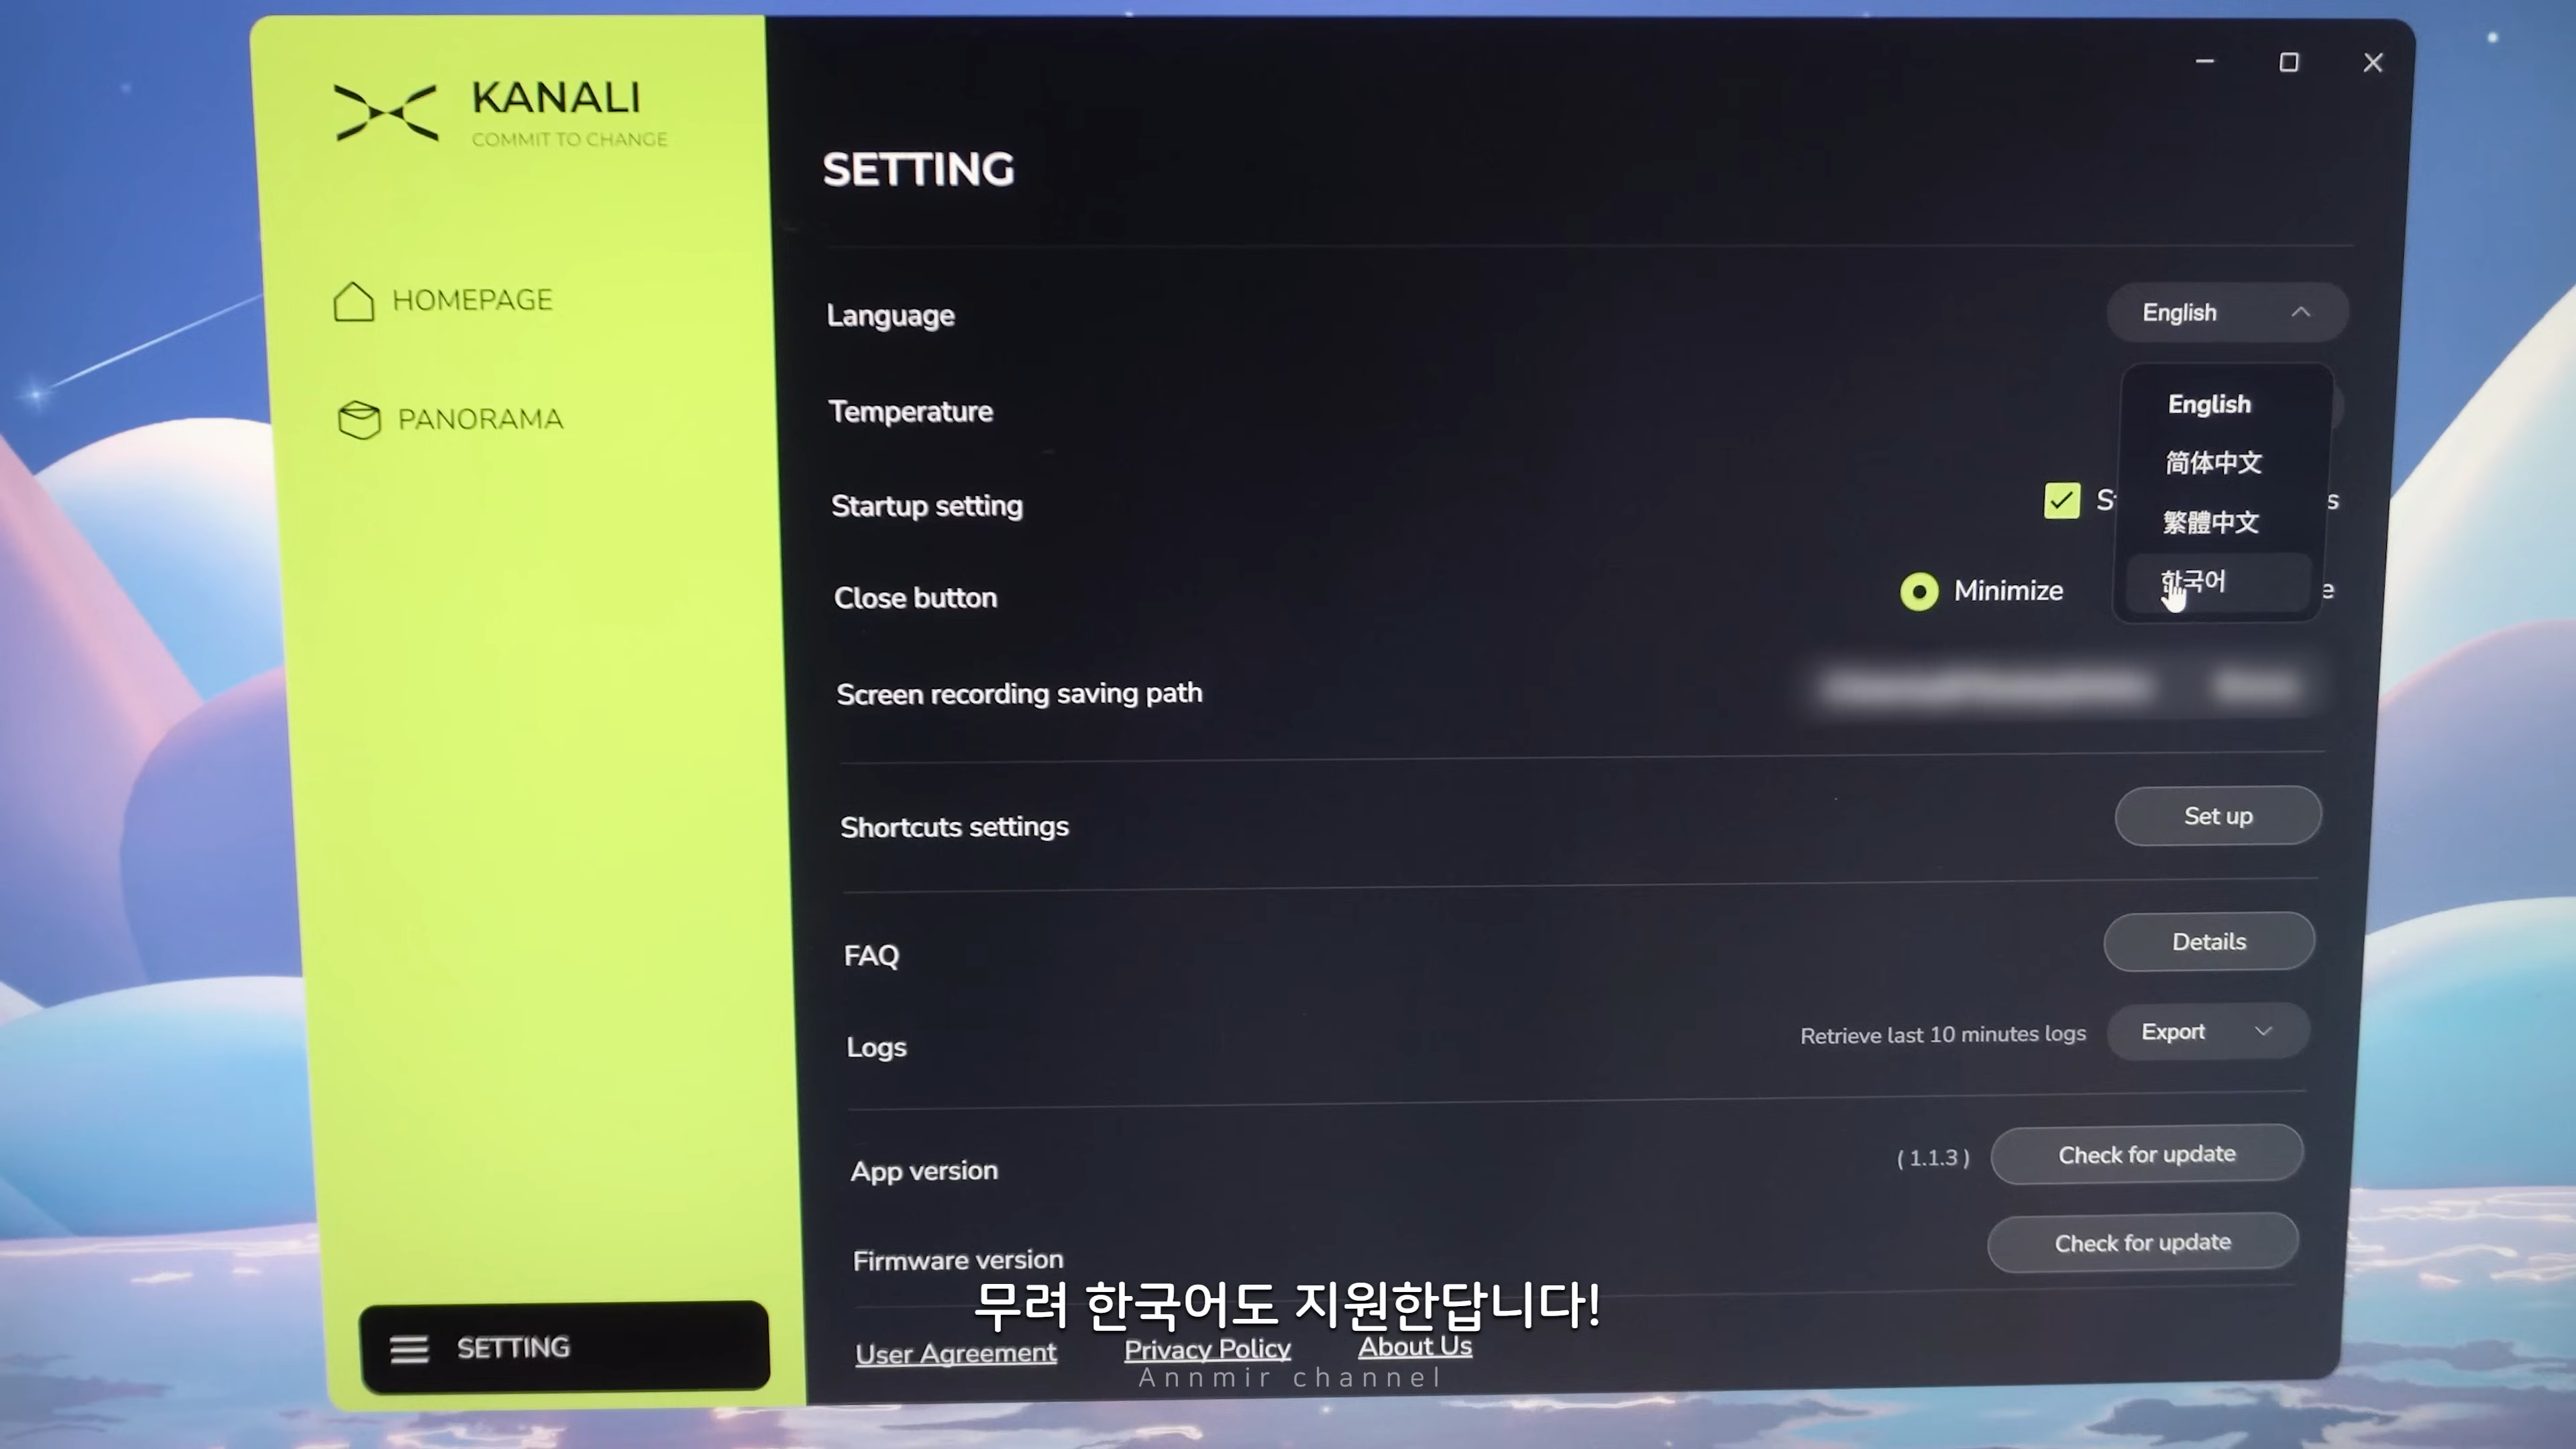 KANALI
COMMIT TO CHANGE
HOMEPAGE
PANORAMA
SETTING
SETTING
Language
English
English
简体中文
繁體中文
한국어
Temperature
Startup setting
Close button
Minimize
Screen recording saving path
Shortcuts settings
Set up
FAQ
Details
Logs
Retrieve last 10 minutes logs
Export
App version
( 1.1.3 )
Check for update
Firmware version
Check for update
무려 한국어도 지원한답니다!
User Agreement
Privacy Policy
About Us
Annmir channel